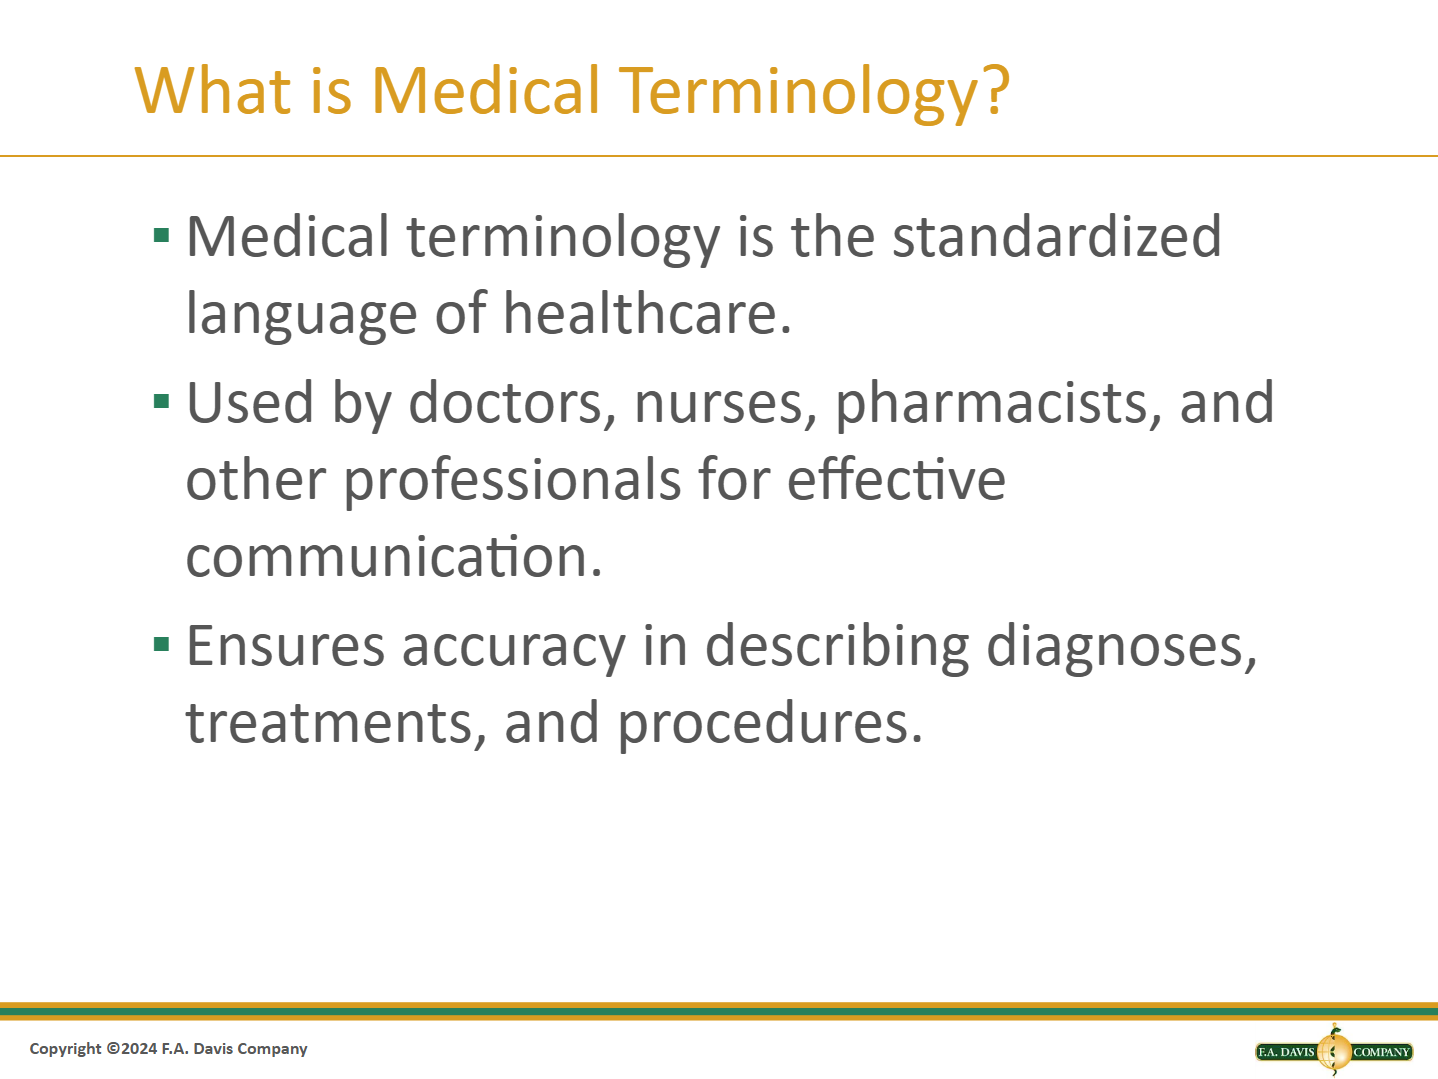 What is Medical Terminology?
▪ Medical terminology is the standardized
language of healthcare.
▪ Used by doctors, nurses, pharmacists, and
other professionals for effective
communication.
▪ Ensures accuracy in describing diagnoses,
treatments, and procedures.
Copyright ©2024 F.A. Davis Company
F.A. DAVIS COMPANY